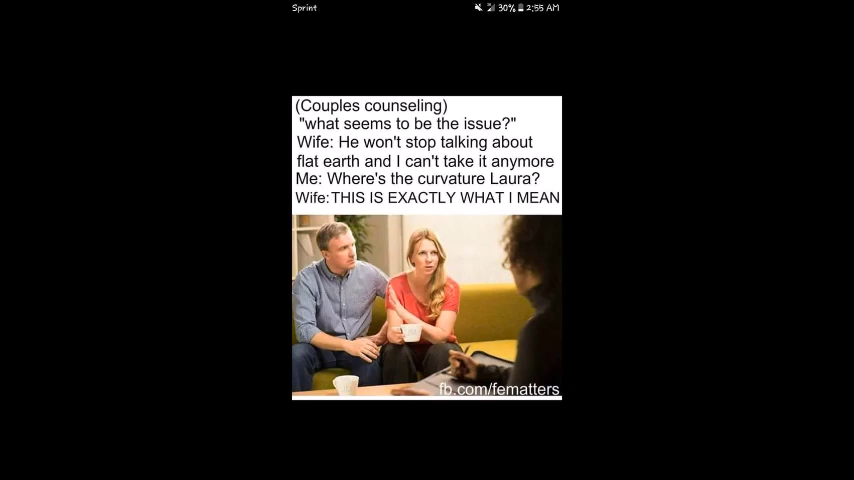 Sprint 30% 2:55 AM
(Couples counseling)
"what seems to be the issue?"
Wife: He won't stop talking about
flat earth and I can't take it anymore
Me: Where's the curvature Laura?
Wife: THIS IS EXACTLY WHAT I MEAN
fb.com/fematters